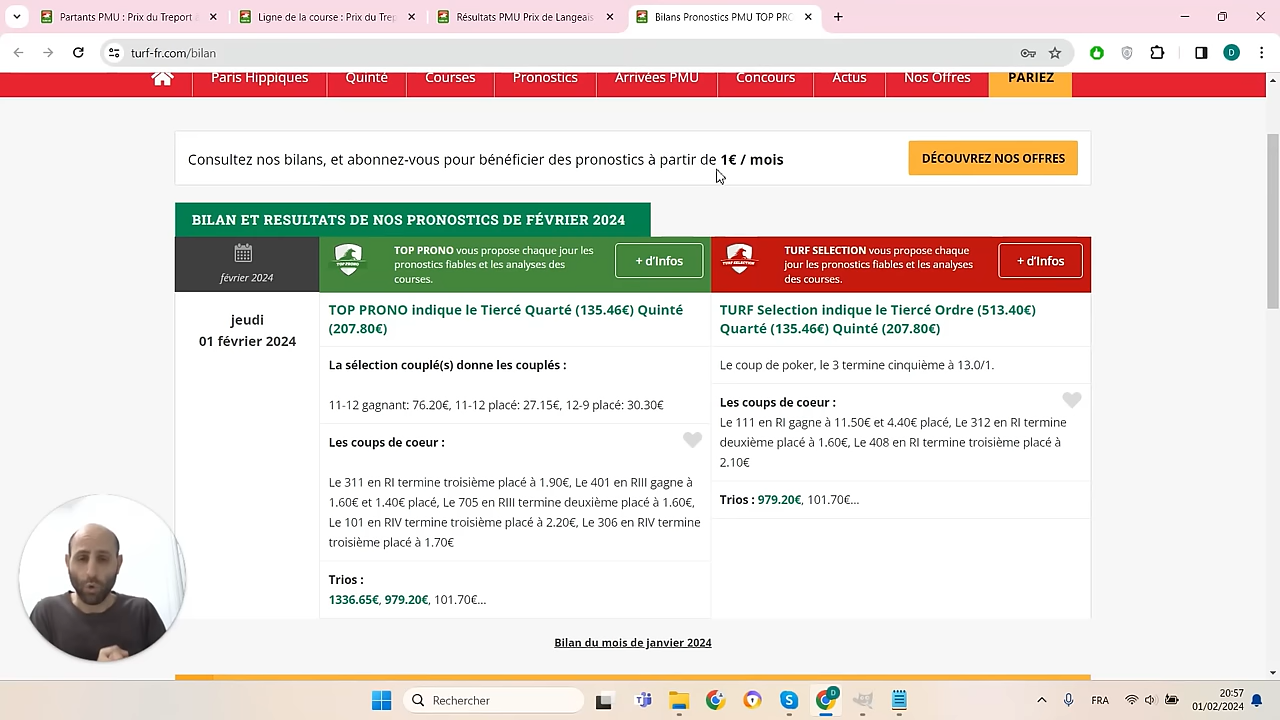 Partants PMU : Prix du Treport A
Ligne de la course : Prix du Trep
Résultats PMU Prix de Langeais
Bilans Pronostics PMU TOP PRO
turf-fr.com/bilan
D
Paris Hippiques
Quinté
Courses
Pronostics
Arrivées PMU
Concours
Actus
Nos Offres
PARIEZ
Consultez nos bilans, et abonnez-vous pour bénéficier des pronostics à partir de 1€ / mois
DÉCOUVREZ NOS OFFRES
BILAN ET RESULTATS DE NOS PRONOSTICS DE FÉVRIER 2024
février 2024
TOP PRONO vous propose chaque jour les
pronostics fiables et les analyses des
courses.
+ d'Infos
TURF SELECTION vous propose chaque
jour les pronostics fiables et les analyses
des courses.
+ d'Infos
jeudi
01 février 2024
TOP PRONO indique le Tiercé Quarté (135.46€) Quinté
(207.80€)
La sélection couplé(s) donne les couplés :
11-12 gagnant: 76.20€, 11-12 placé: 27.15€, 12-9 placé: 30.30€
Les coups de coeur :
Le 311 en RI termine troisième placé à 1.90€, Le 401 en RIII gagne à
1.60€ et 1.40€ placé, Le 705 en RIII termine deuxième placé à 1.60€,
Le 101 en RIV termine troisième placé à 2.20€, Le 306 en RIV termine
troisième placé à 1.70€
Trios :
1336.65€, 979.20€, 101.70€...
TURF Selection indique le Tiercé Ordre (513.40€)
Quarté (135.46€) Quinté (207.80€)
Le coup de poker, le 3 termine cinquième à 13.0/1.
Les coups de coeur :
Le 111 en RI gagne à 11.50€ et 4.40€ placé, Le 312 en RI termine
deuxième placé à 1.60€, Le 408 en RI termine troisième placé à
2.10€
Trios : 979.20€, 101.70€...
Bilan du mois de janvier 2024
Rechercher
D
FRA
20:57
01/02/2024